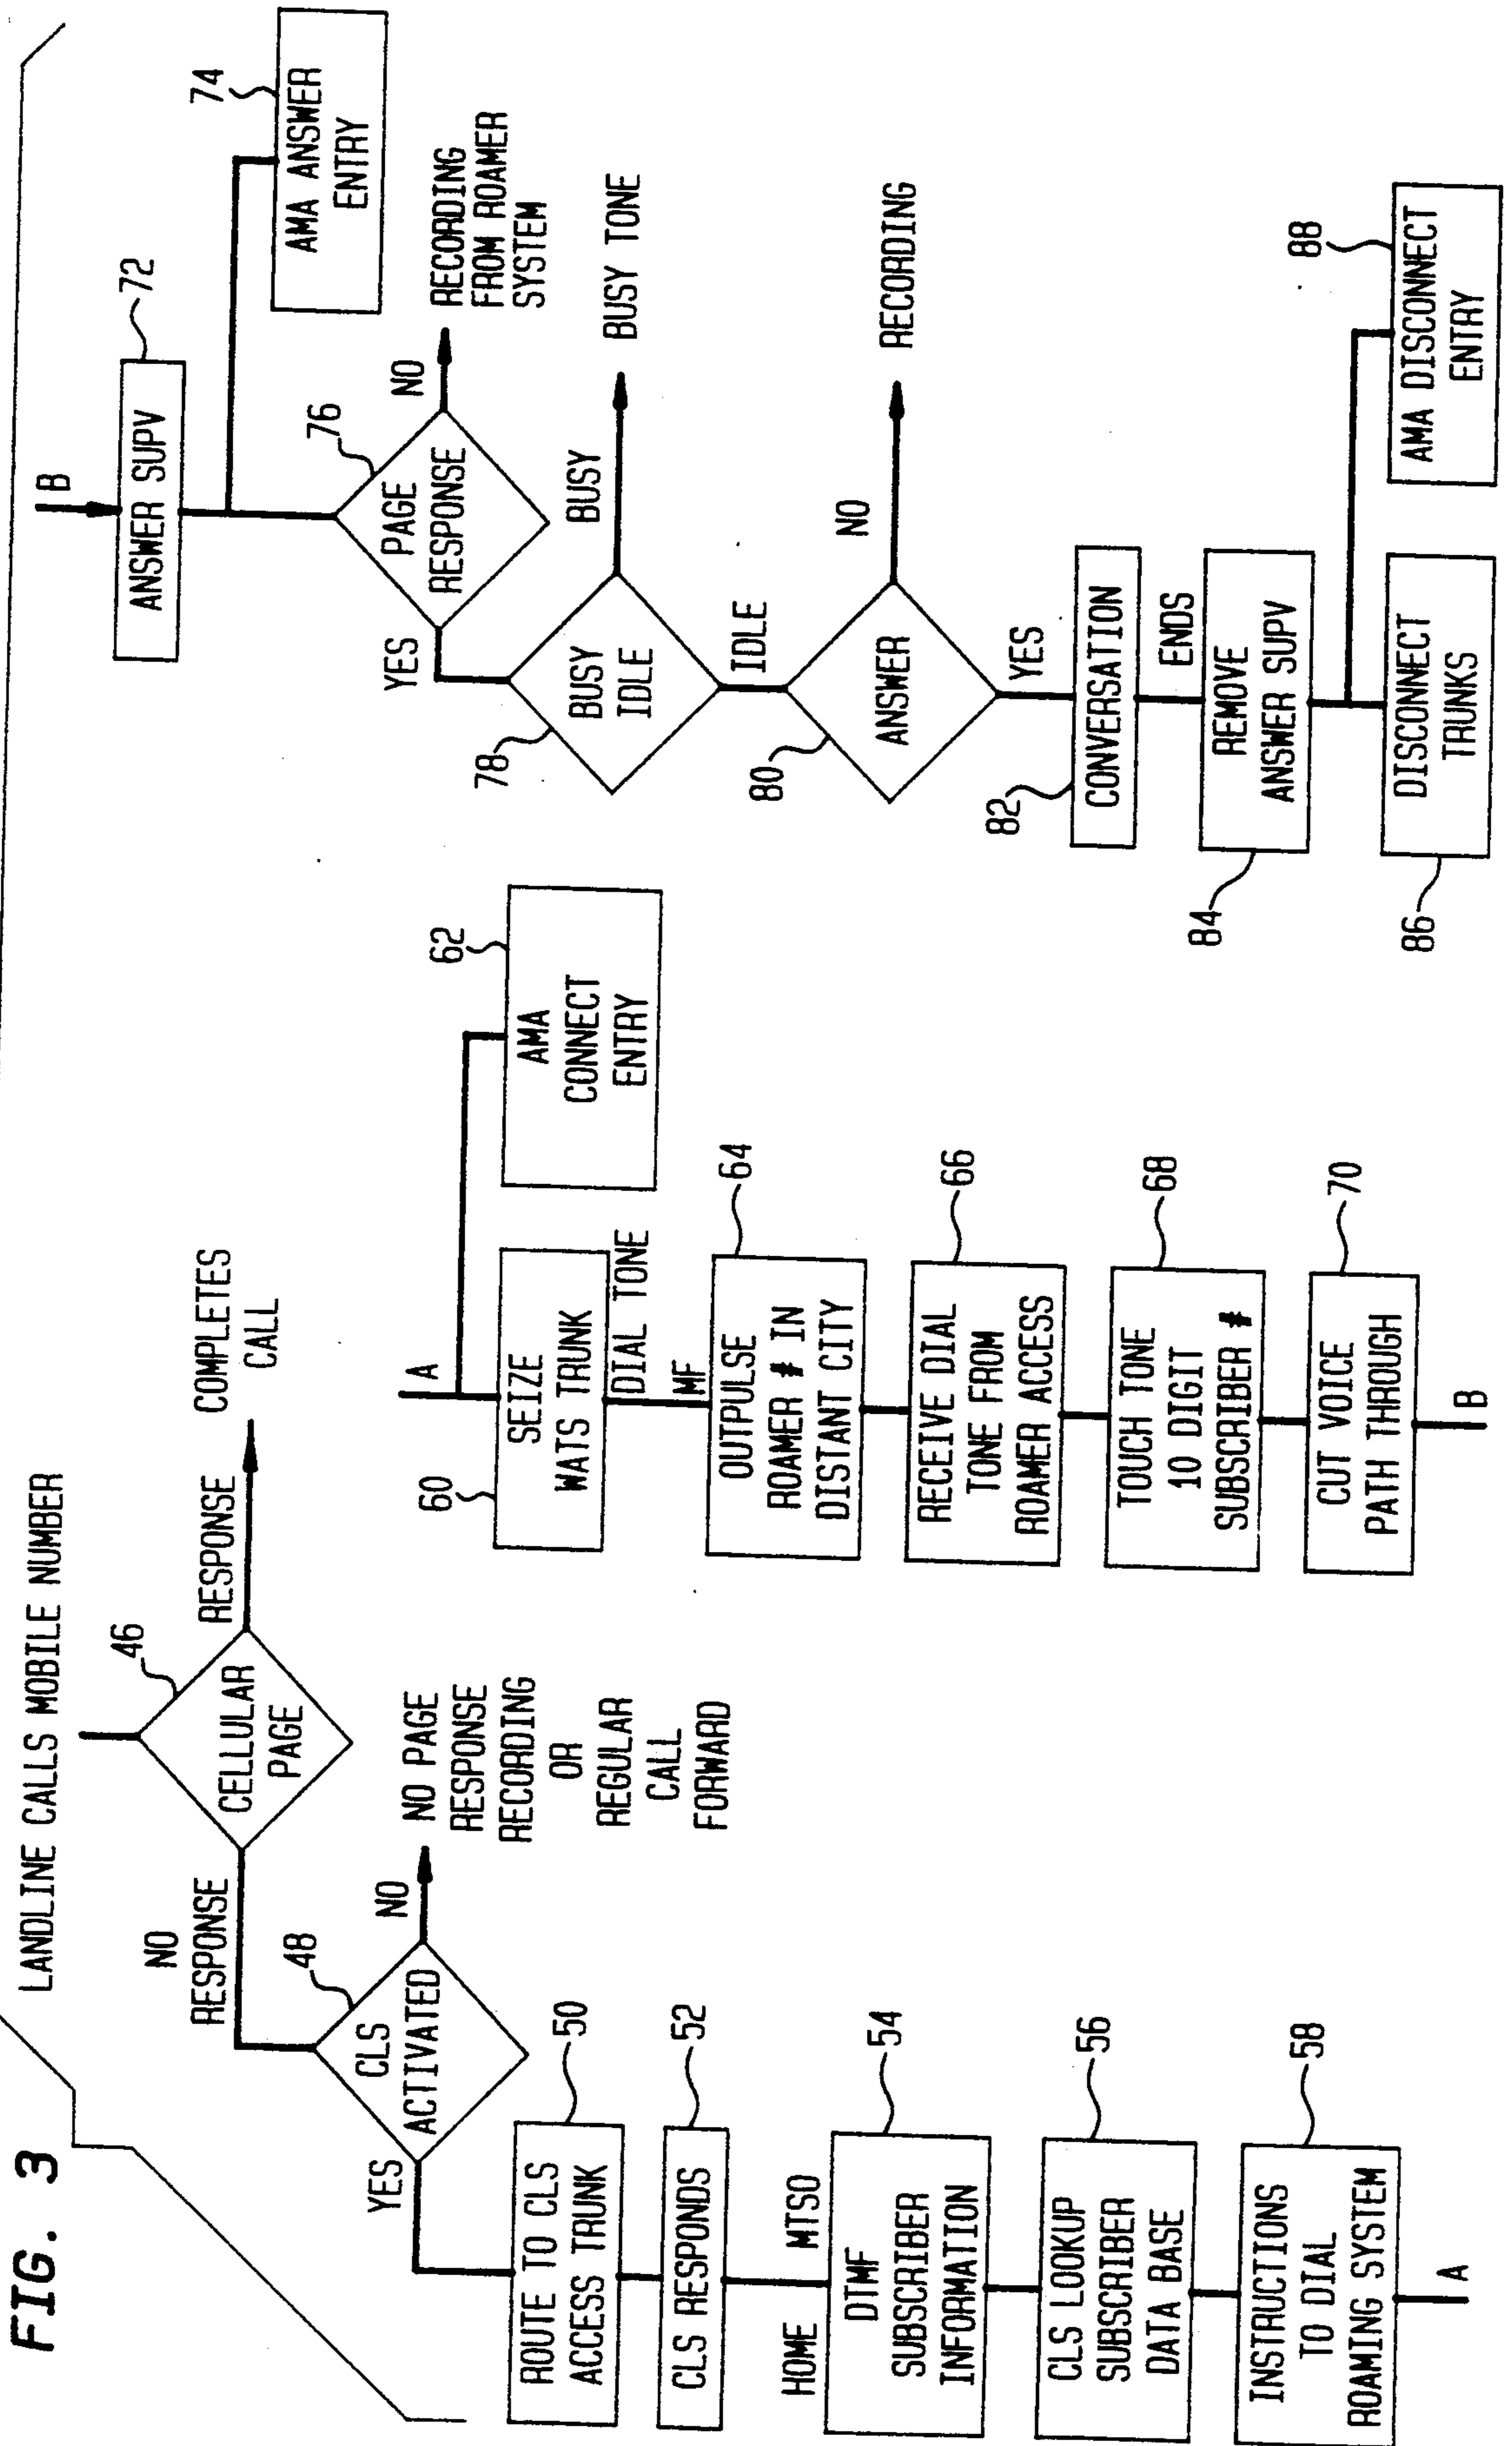 FIG. 3
LANDLINE CALLS MOBILE NUMBER
46
CELLULAR
PAGE
RESPONSE
COMPLETES
CALL
NO
RESPONSE
48
CLS
ACTIVATED
NO
NO PAGE
RESPONSE
RECORDING
OR
REGULAR
CALL
FORWARD
YES
ROUTE TO CLS
ACCESS TRUNK
50
CLS RESPONDS
52
HOME MTSO
DTMF
SUBSCRIBER
INFORMATION
54
CLS LOOKUP
SUBSCRIBER
DATA BASE
56
INSTRUCTIONS
TO DIAL
ROAMING SYSTEM
58
A
A
60
SEIZE
WATS TRUNK
62
AMA
CONNECT
ENTRY
DIAL TONE
MF
OUTPULSE
ROAMER # IN
DISTANT CITY
64
RECEIVE DIAL
TONE FROM
ROAMER ACCESS
66
TOUCH TONE
10 DIGIT
SUBSCRIBER #
68
CUT VOICE
PATH THROUGH
70
B
B
ANSWER SUPV
72
74
AMA ANSWER
ENTRY
76
PAGE
RESPONSE
NO
RECORDING
FROM ROAMER
SYSTEM
YES
78
BUSY
IDLE
BUSY
BUSY TONE
IDLE
80
ANSWER
NO
RECORDING
YES
82
CONVERSATION
ENDS
84
REMOVE
ANSWER SUPV
86
DISCONNECT
TRUNKS
88
AMA DISCONNECT
ENTRY